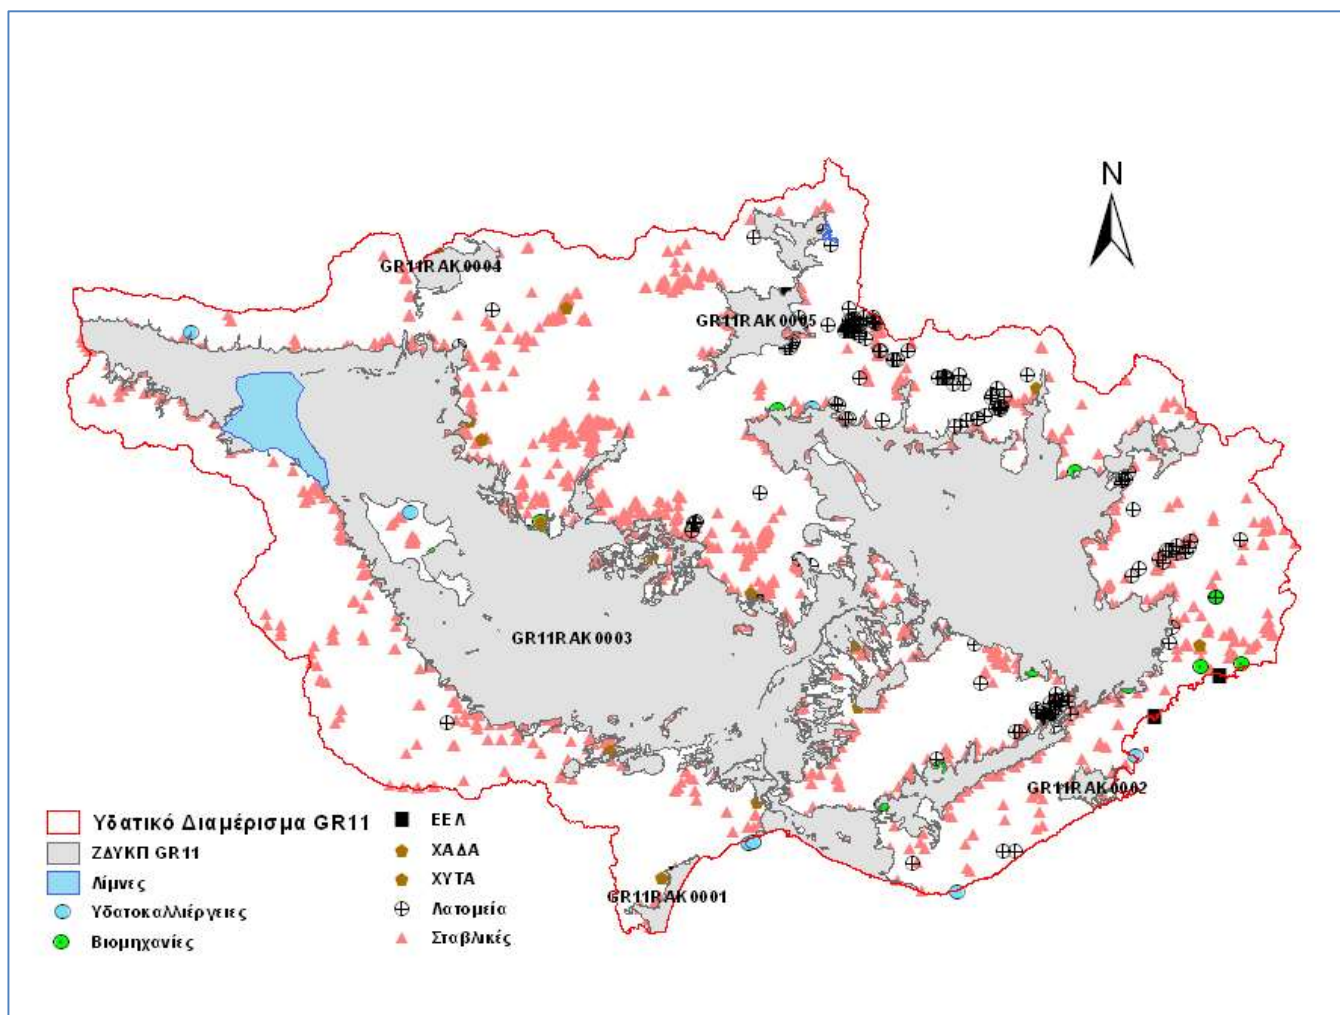 N
GR11RAK0004
GR11RAK0005
GR11RAK0003
GR11RAK0002
GR11RAK0001
Υδατικό Διαμέρισμα GR11
ΖΔΥΚΠ GR11
Λίμνες
Υδατοκαλλιέργειες
Βιομηχανίες
ΕΕΛ
ΧΑΔΑ
ΧΥΤΑ
Λατομεία
Σταβλικές